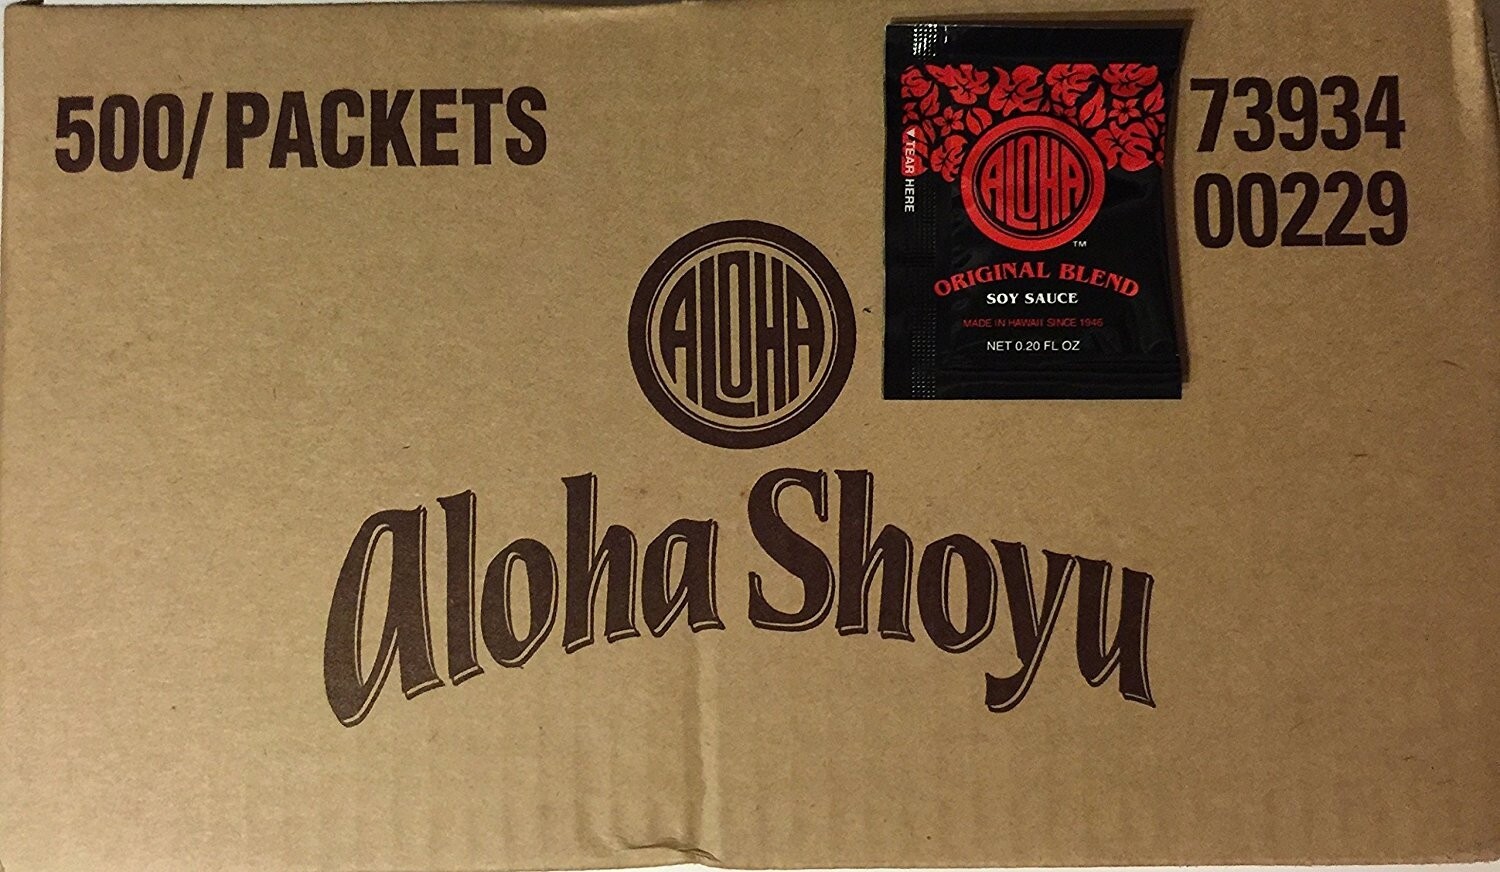 500/PACKETS
73934
00229
ALOHA
Aloha Shoyu
TEAR HERE
ALOHA
TM
ORIGINAL BLEND
SOY SAUCE
MADE IN HAWAII SINCE 1946
NET 0.20 FL OZ